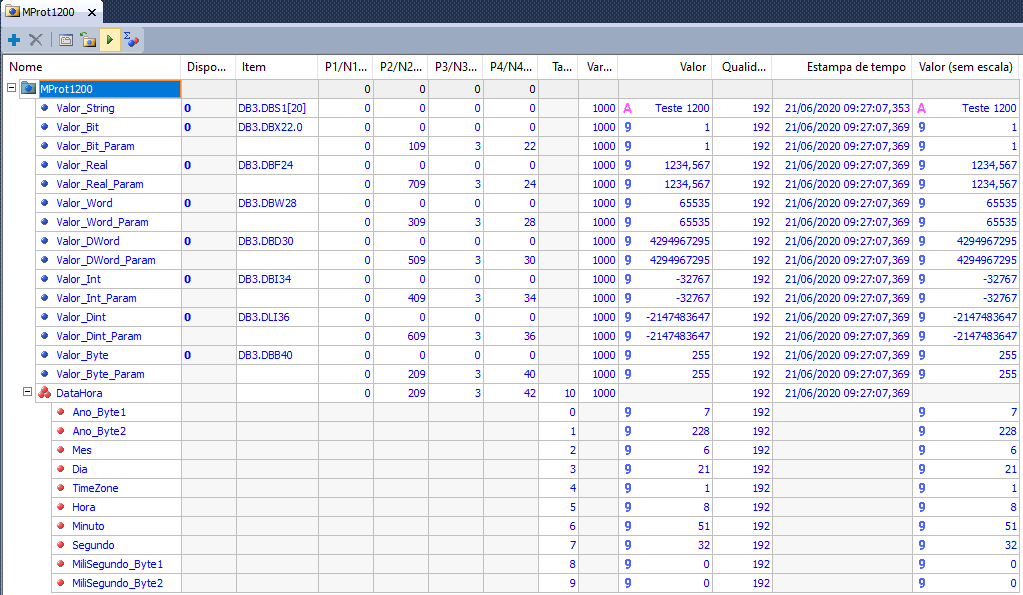 MProt1200
Nome Dispo... Item P1/N1... P2/N2... P3/N3... P4/N4... Ta... Var... Valor Qualid... Estampa de tempo Valor (sem escala)
MProt1200 0 0 0 0
Valor_String 0 DB3.DBS1[20] 0 0 0 0 1000 A Teste 1200 192 21/06/2020 09:27:07,353 A Teste 1200
Valor_Bit 0 DB3.DBX22.0 0 0 0 0 1000 9 1 192 21/06/2020 09:27:07,369 9 1
Valor_Bit_Param 0 109 3 22 1000 9 1 192 21/06/2020 09:27:07,369 9 1
Valor_Real 0 DB3.DBF24 0 0 0 0 1000 9 1234,567 192 21/06/2020 09:27:07,369 9 1234,567
Valor_Real_Param 0 709 3 24 1000 9 1234,567 192 21/06/2020 09:27:07,369 9 1234,567
Valor_Word 0 DB3.DBW28 0 0 0 0 1000 9 65535 192 21/06/2020 09:27:07,369 9 65535
Valor_Word_Param 0 309 3 28 1000 9 65535 192 21/06/2020 09:27:07,369 9 65535
Valor_DWord 0 DB3.DBD30 0 0 0 0 1000 9 4294967295 192 21/06/2020 09:27:07,369 9 4294967295
Valor_DWord_Param 0 509 3 30 1000 9 4294967295 192 21/06/2020 09:27:07,369 9 4294967295
Valor_Int 0 DB3.DBI34 0 0 0 0 1000 9 -32767 192 21/06/2020 09:27:07,369 9 -32767
Valor_Int_Param 0 409 3 34 1000 9 -32767 192 21/06/2020 09:27:07,369 9 -32767
Valor_Dint 0 DB3.DLI36 0 0 0 0 1000 9 -2147483647 192 21/06/2020 09:27:07,369 9 -2147483647
Valor_Dint_Param 0 609 3 36 1000 9 -2147483647 192 21/06/2020 09:27:07,369 9 -2147483647
Valor_Byte 0 DB3.DBB40 0 0 0 0 1000 9 255 192 21/06/2020 09:27:07,369 9 255
Valor_Byte_Param 0 209 3 40 1000 9 255 192 21/06/2020 09:27:07,369 9 255
DataHora 0 209 3 42 10 1000 192 21/06/2020 09:27:07,369
Ano_Byte1 0 9 7 192 9 7
Ano_Byte2 1 9 228 192 9 228
Mes 2 9 6 192 9 6
Dia 3 9 21 192 9 21
TimeZone 4 9 1 192 9 1
Hora 5 9 8 192 9 8
Minuto 6 9 51 192 9 51
Segundo 7 9 32 192 9 32
MiliSegundo_Byte1 8 9 0 192 9 0
MiliSegundo_Byte2 9 9 0 192 9 0